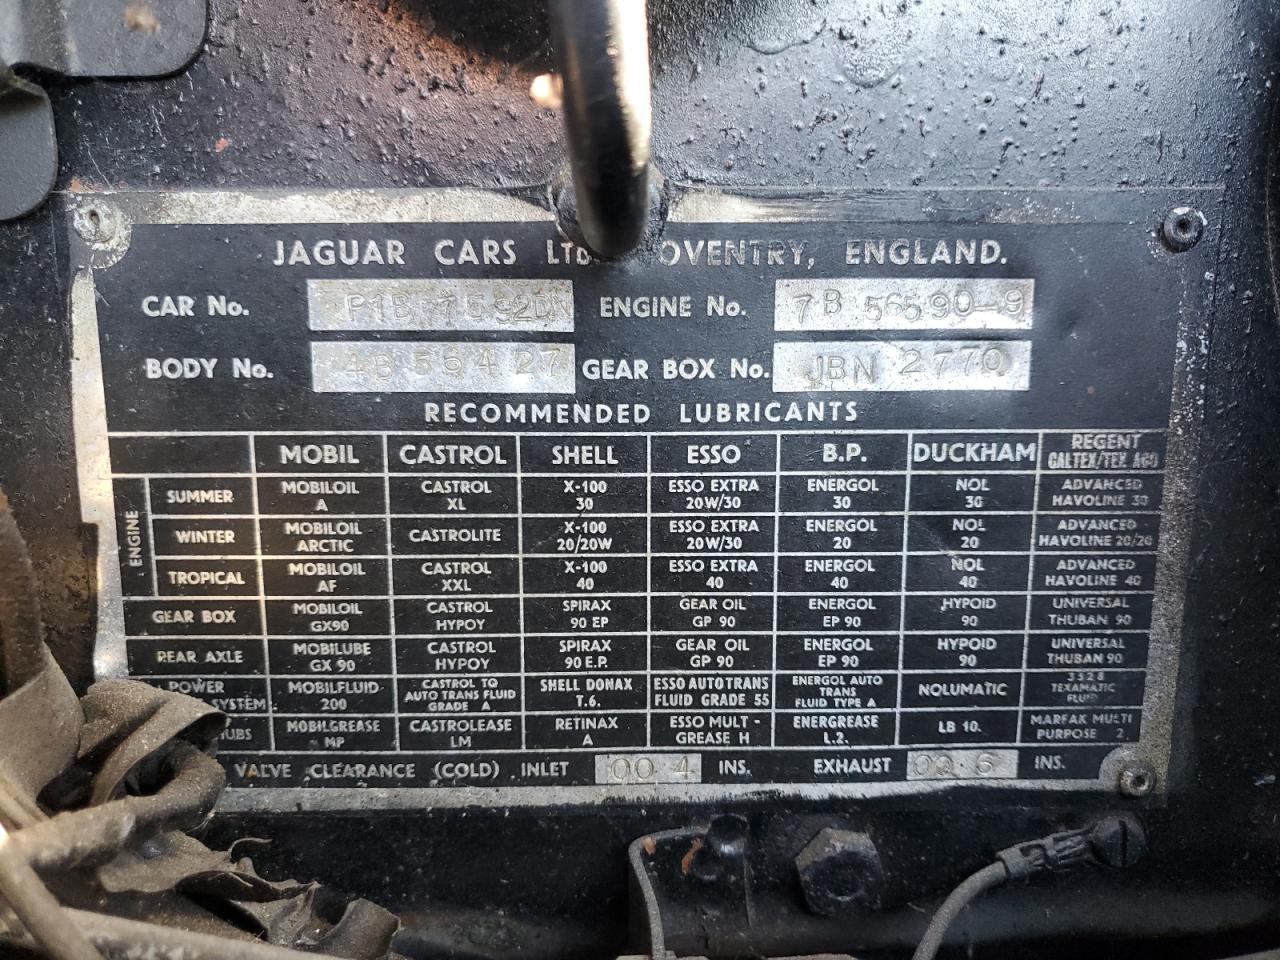 JAGUAR CARS LTD. COVENTRY, ENGLAND.
CAR No. P1B 7592DN ENGINE No. 7B 56590-9
BODY No. 4B 56427 GEAR BOX No. JBN 2770
RECOMMENDED LUBRICANTS
MOBIL CASTROL SHELL ESSO B.P. DUCKHAM REGENT
CALTEX/TEX AGO
ENGINE
SUMMER MOBILOIL CASTROL X-100 ESSO EXTRA ENERGOL NOL ADVANCED
A XL 30 20W/30 30 30 HAVOLINE 30
WINTER MOBILOIL CASTROLITE X-100 ESSO EXTRA ENERGOL NOL ADVANCED
ARCTIC 20/20W 20W/30 20 20 HAVOLINE 20/20
TROPICAL MOBILOIL CASTROL X-100 ESSO EXTRA ENERGOL NOL ADVANCED
AF XXL 40 40 40 40 HAVOLINE 40
GEAR BOX MOBILOIL CASTROL SPIRAX GEAR OIL ENERGOL HYPOID UNIVERSAL
GX90 HYPOY 90 EP GP 90 EP 90 90 THUBAN 90
REAR AXLE MOBILUBE CASTROL SPIRAX GEAR OIL ENERGOL HYPOID UNIVERSAL
GX 90 HYPOY 90 E.P. GP 90 EP 90 90 THUBAN 90
POWER MOBILFLUID CASTROL TQ SHELL DONAX ESSO AUTOTRANS ENERGOL AUTO NOLUMATIC 3528
SYSTEM 200 AUTO TRANS FLUID T.6. FLUID GRADE 55 TRANS TEXAMATIC
GRADE A FLUID TYPE A FLUID
HUBS MOBILGREASE CASTROLEASE RETINAX ESSO MULT- ENERGREASE LB 10. MARFAK MULTI
MP LM A GREASE H L.2. PURPOSE 2
VALVE CLEARANCE (COLD) INLET 00 4 INS. EXHAUST 00 6 INS.